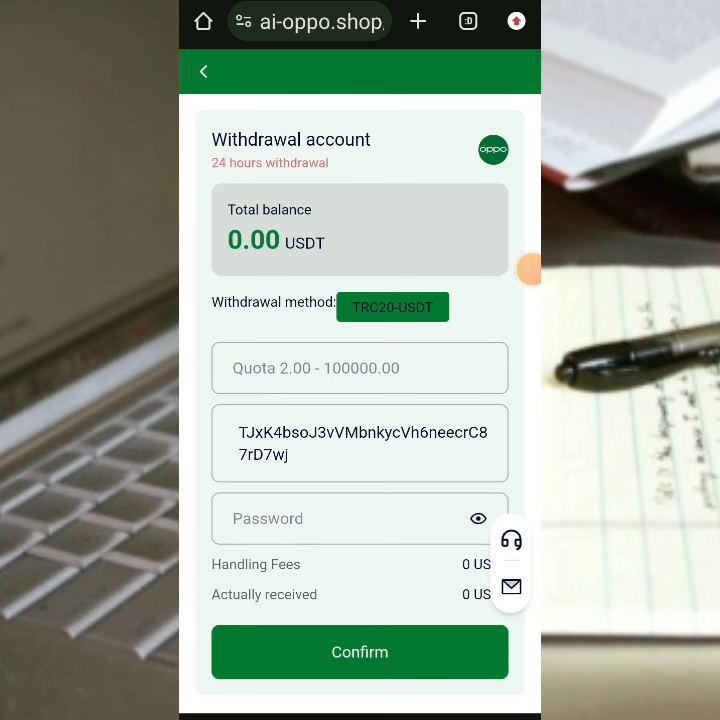 ai-oppo.shop
Withdrawal account
oppo
24 hours withdrawal
Total balance
0.00 USDT
Withdrawal method: TRC20-USDT
Quota 2.00 - 100000.00
TJxK4bsoJ3vVMbnkycVh6neecrC8
7rD7wj
Password
Handling Fees 0 US
Actually received 0 US
Confirm